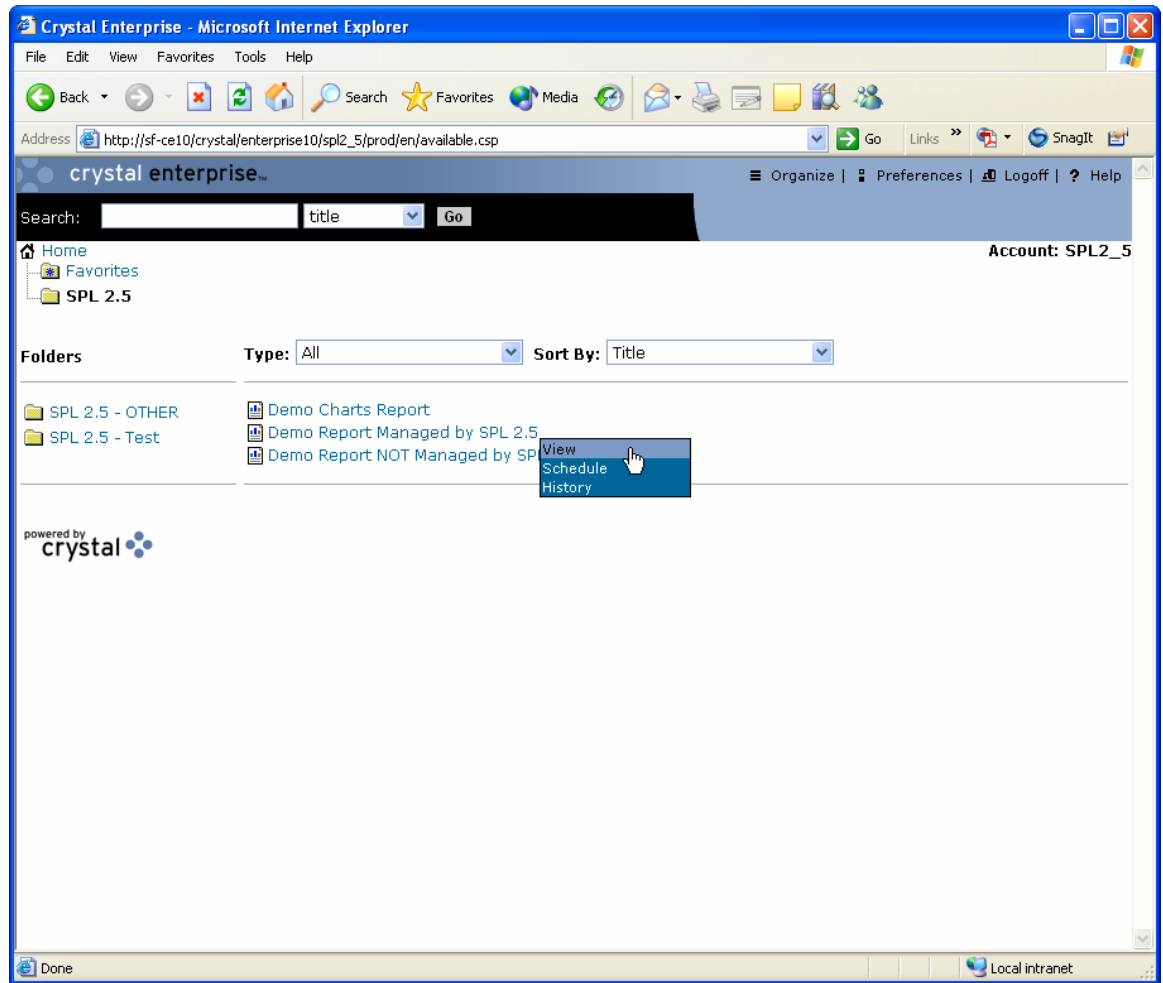 Crystal Enterprise - Microsoft Internet Explorer
File Edit View Favorites Tools Help
Back Search Favorites Media
Address http://sf-ce10/crystal/enterprise10/spl2_5/prod/en/available.csp Go Links » SnagIt
crystal enterprise™ Organize | Preferences | Logoff | ? Help
Search: title Go
Home Account: SPL2_5
Favorites
SPL 2.5
Folders Type: All Sort By: Title
SPL 2.5 - OTHER Demo Charts Report
SPL 2.5 - Test Demo Report Managed by SPL 2.5
Demo Report NOT Managed by SP
View
Schedule
History
powered by
crystal
Done Local intranet